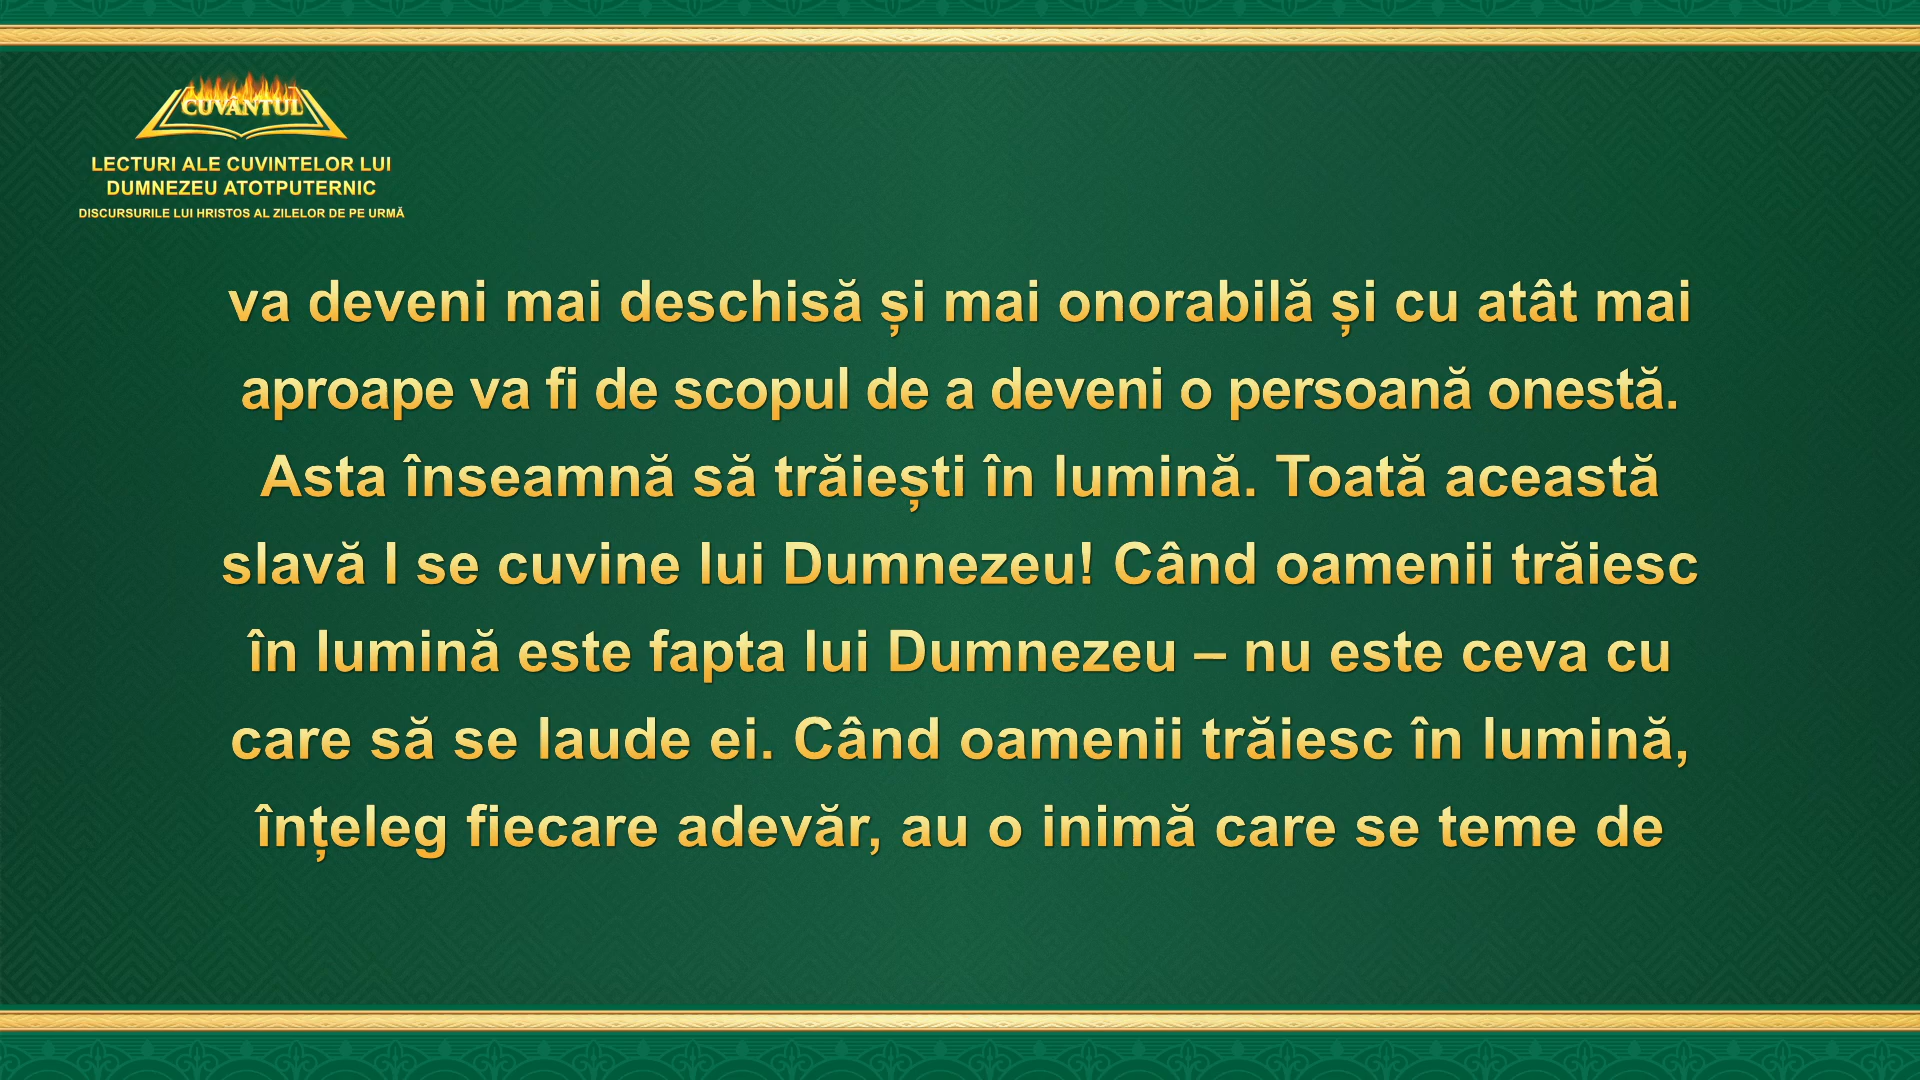 CUVÂNTUL
LECTURI ALE CUVINTELOR LUI
DUMNEZEU ATOTPUTERNIC
DISCURSURILE LUI HRISTOS AL ZILELOR DE PE URMĂ
va deveni mai deschisă și mai onorabilă și cu atât mai
aproape va fi de scopul de a deveni o persoană onestă.
Asta înseamnă să trăiești în lumină. Toată această
slavă I se cuvine lui Dumnezeu! Când oamenii trăiesc
în lumină este fapta lui Dumnezeu – nu este ceva cu
care să se laude ei. Când oamenii trăiesc în lumină,
înțeleg fiecare adevăr, au o inimă care se teme de